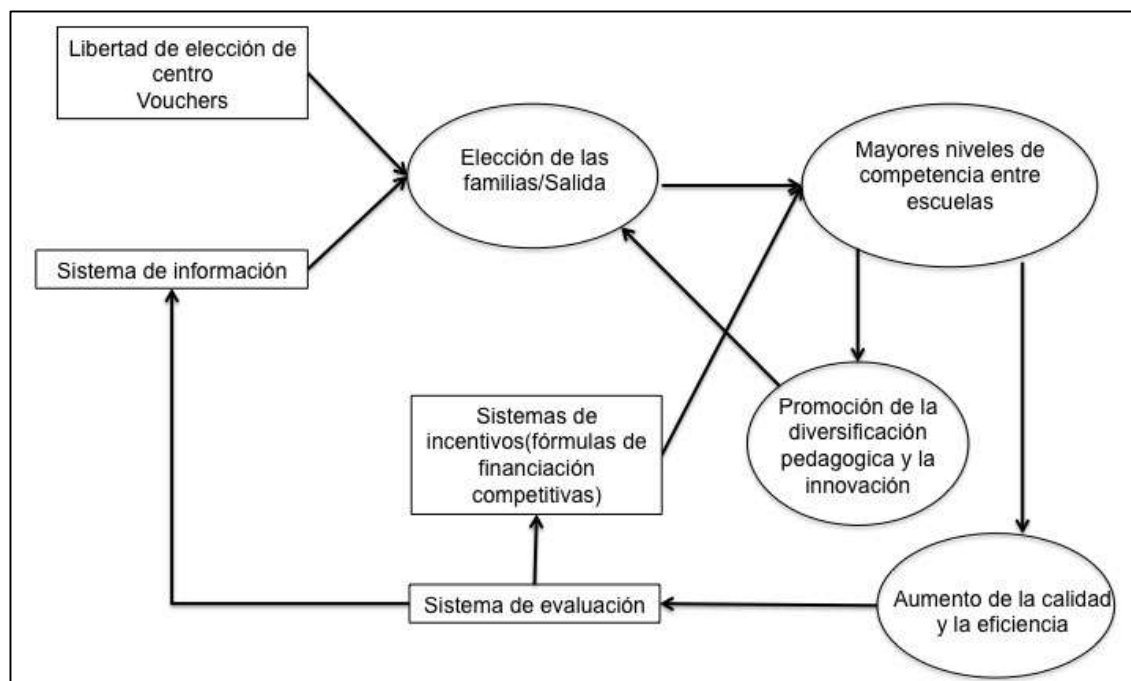 Libertad de elección de
centro
Vouchers
Elección de las
familias/Salida
Mayores niveles de
competencia entre
escuelas
Sistema de información
Sistemas de
incentivos(fórmulas de
financiación
competitivas)
Promoción de la
diversificación
pedagogica y la
innovación
Sistema de evaluación
Aumento de la calidad
y la eficiencia